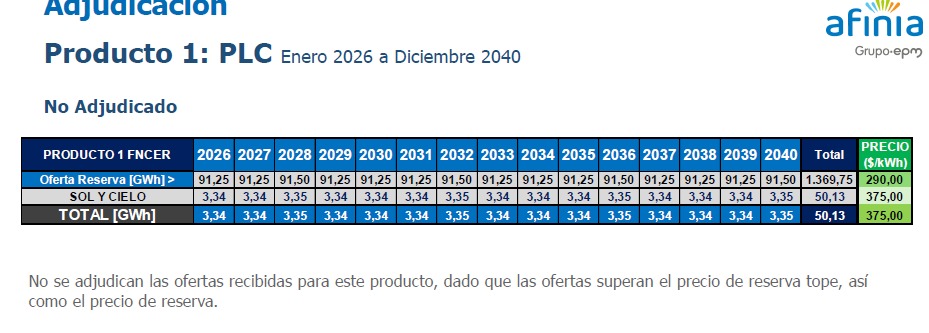 Adjudicación
afinia
Grupo·epm
Producto 1: PLC Enero 2026 a Diciembre 2040
No Adjudicado
PRODUCTO 1 FNCER 2026 2027 2028 2029 2030 2031 2032 2033 2034 2035 2036 2037 2038 2039 2040 Total PRECIO ($/kWh)
Oferta Reserva [GWh] > 91,25 91,25 91,50 91,25 91,25 91,25 91,50 91,25 91,25 91,25 91,50 91,25 91,25 91,25 91,50 1.369,75 290,00
SOL Y CIELO 3,34 3,34 3,35 3,34 3,34 3,34 3,35 3,34 3,34 3,34 3,35 3,34 3,34 3,34 3,35 50,13 375,00
TOTAL [GWh] 3,34 3,34 3,35 3,34 3,34 3,34 3,35 3,34 3,34 3,34 3,35 3,34 3,34 3,34 3,35 50,13 375,00
No se adjudican las ofertas recibidas para este producto, dado que las ofertas superan el precio de reserva tope, así
como el precio de reserva.